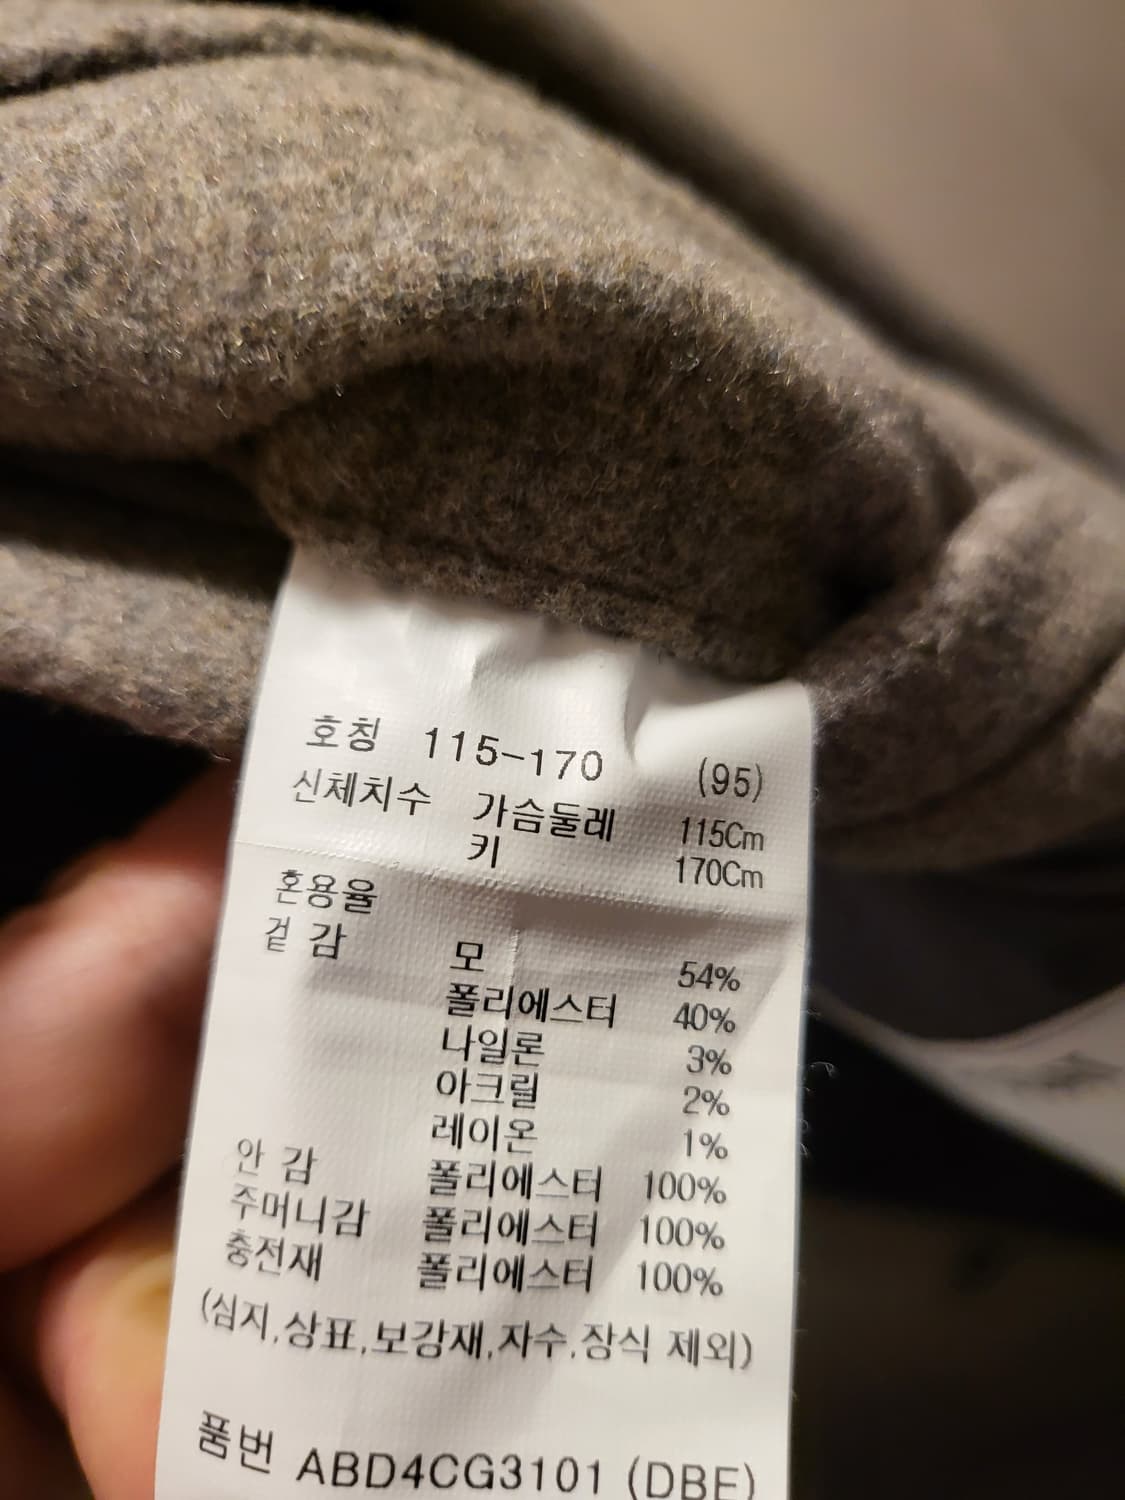 호칭 115-170 (95)
신체치수 가슴둘레 115Cm
키 170Cm
혼용율
겉 감 모 54%
폴리에스터 40%
나일론 3%
아크릴 2%
레이온 1%
안 감 폴리에스터 100%
주머니감 폴리에스터 100%
충전재 폴리에스터 100%
(심지,상표,보강재,자수,장식 제외)
품번 ABD4CG3101 (DBE)